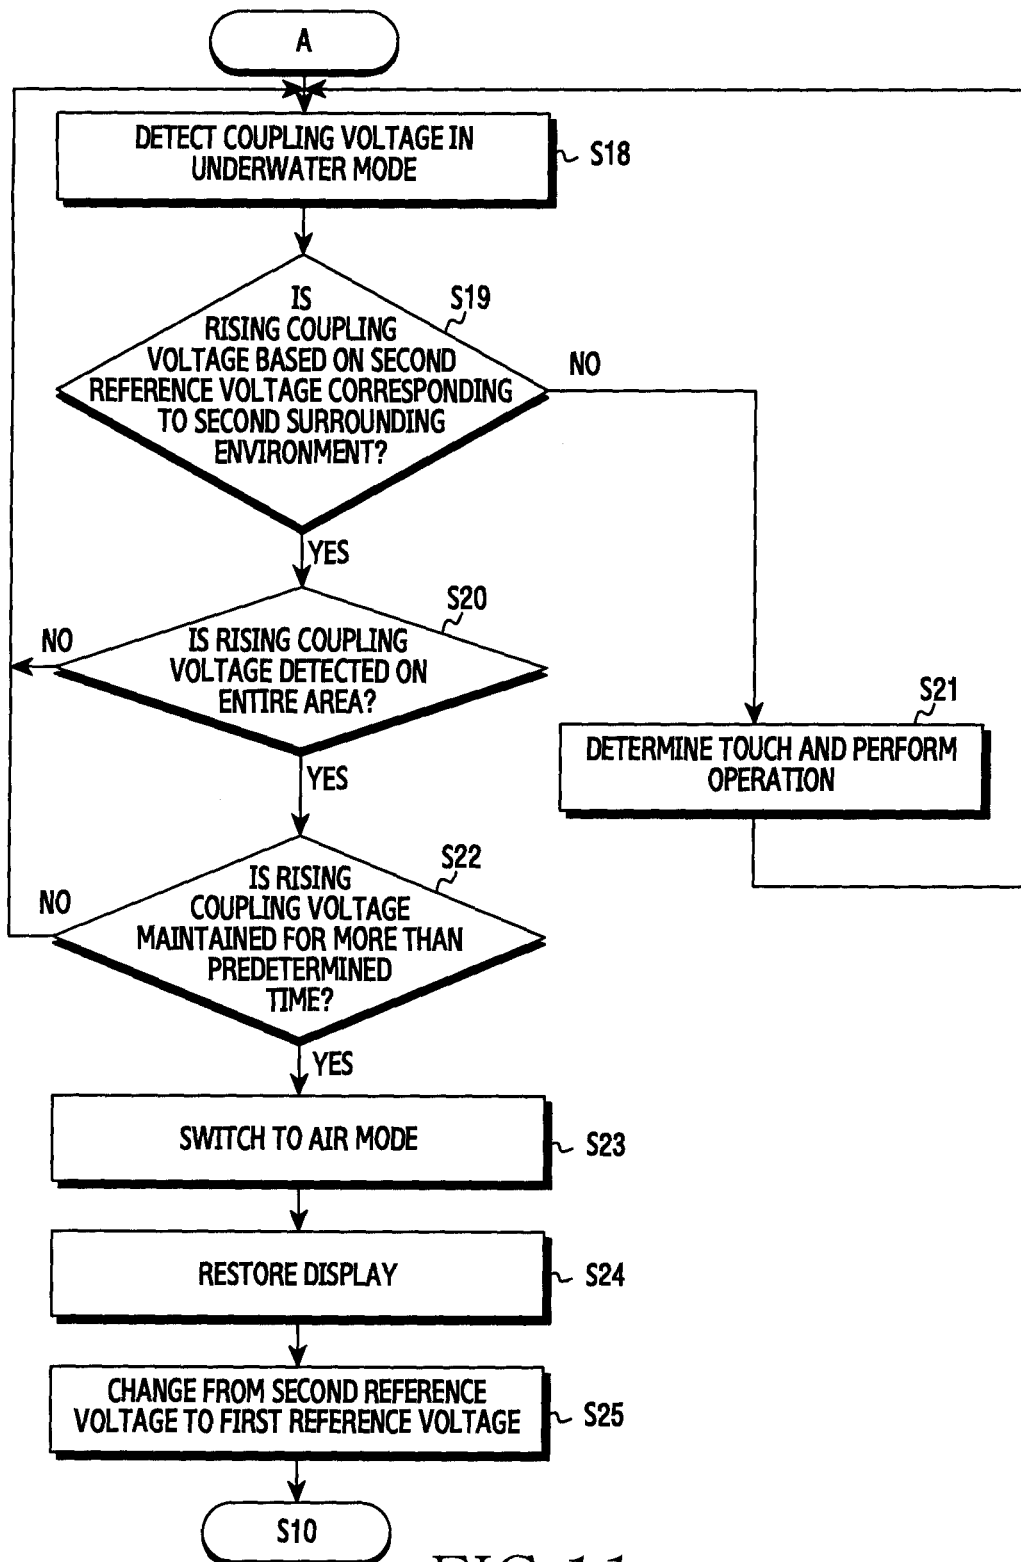 A
DETECT COUPLING VOLTAGE IN
UNDERWATER MODE
S18
IS
RISING COUPLING
VOLTAGE BASED ON SECOND
REFERENCE VOLTAGE CORRESPONDING
TO SECOND SURROUNDING
ENVIRONMENT?
S19
NO
YES
S20
NO
IS RISING COUPLING
VOLTAGE DETECTED ON
ENTIRE AREA?
S21
DETERMINE TOUCH AND PERFORM
OPERATION
YES
S22
NO
IS RISING
COUPLING VOLTAGE
MAINTAINED FOR MORE THAN
PREDETERMINED
TIME?
YES
SWITCH TO AIR MODE
S23
RESTORE DISPLAY
S24
CHANGE FROM SECOND REFERENCE
VOLTAGE TO FIRST REFERENCE VOLTAGE
S25
S10
FIG. 11